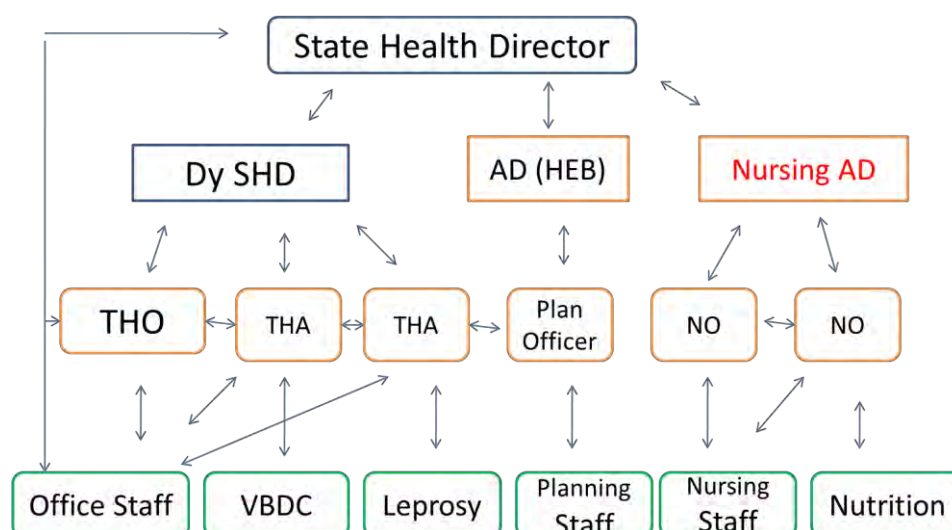 State Health Director
Dy SHD
AD (HEB)
Nursing AD
THO
THA
THA
Plan
Officer
NO
NO
Office Staff
VBDC
Leprosy
Planning
Staff
Nursing
Staff
Nutrition